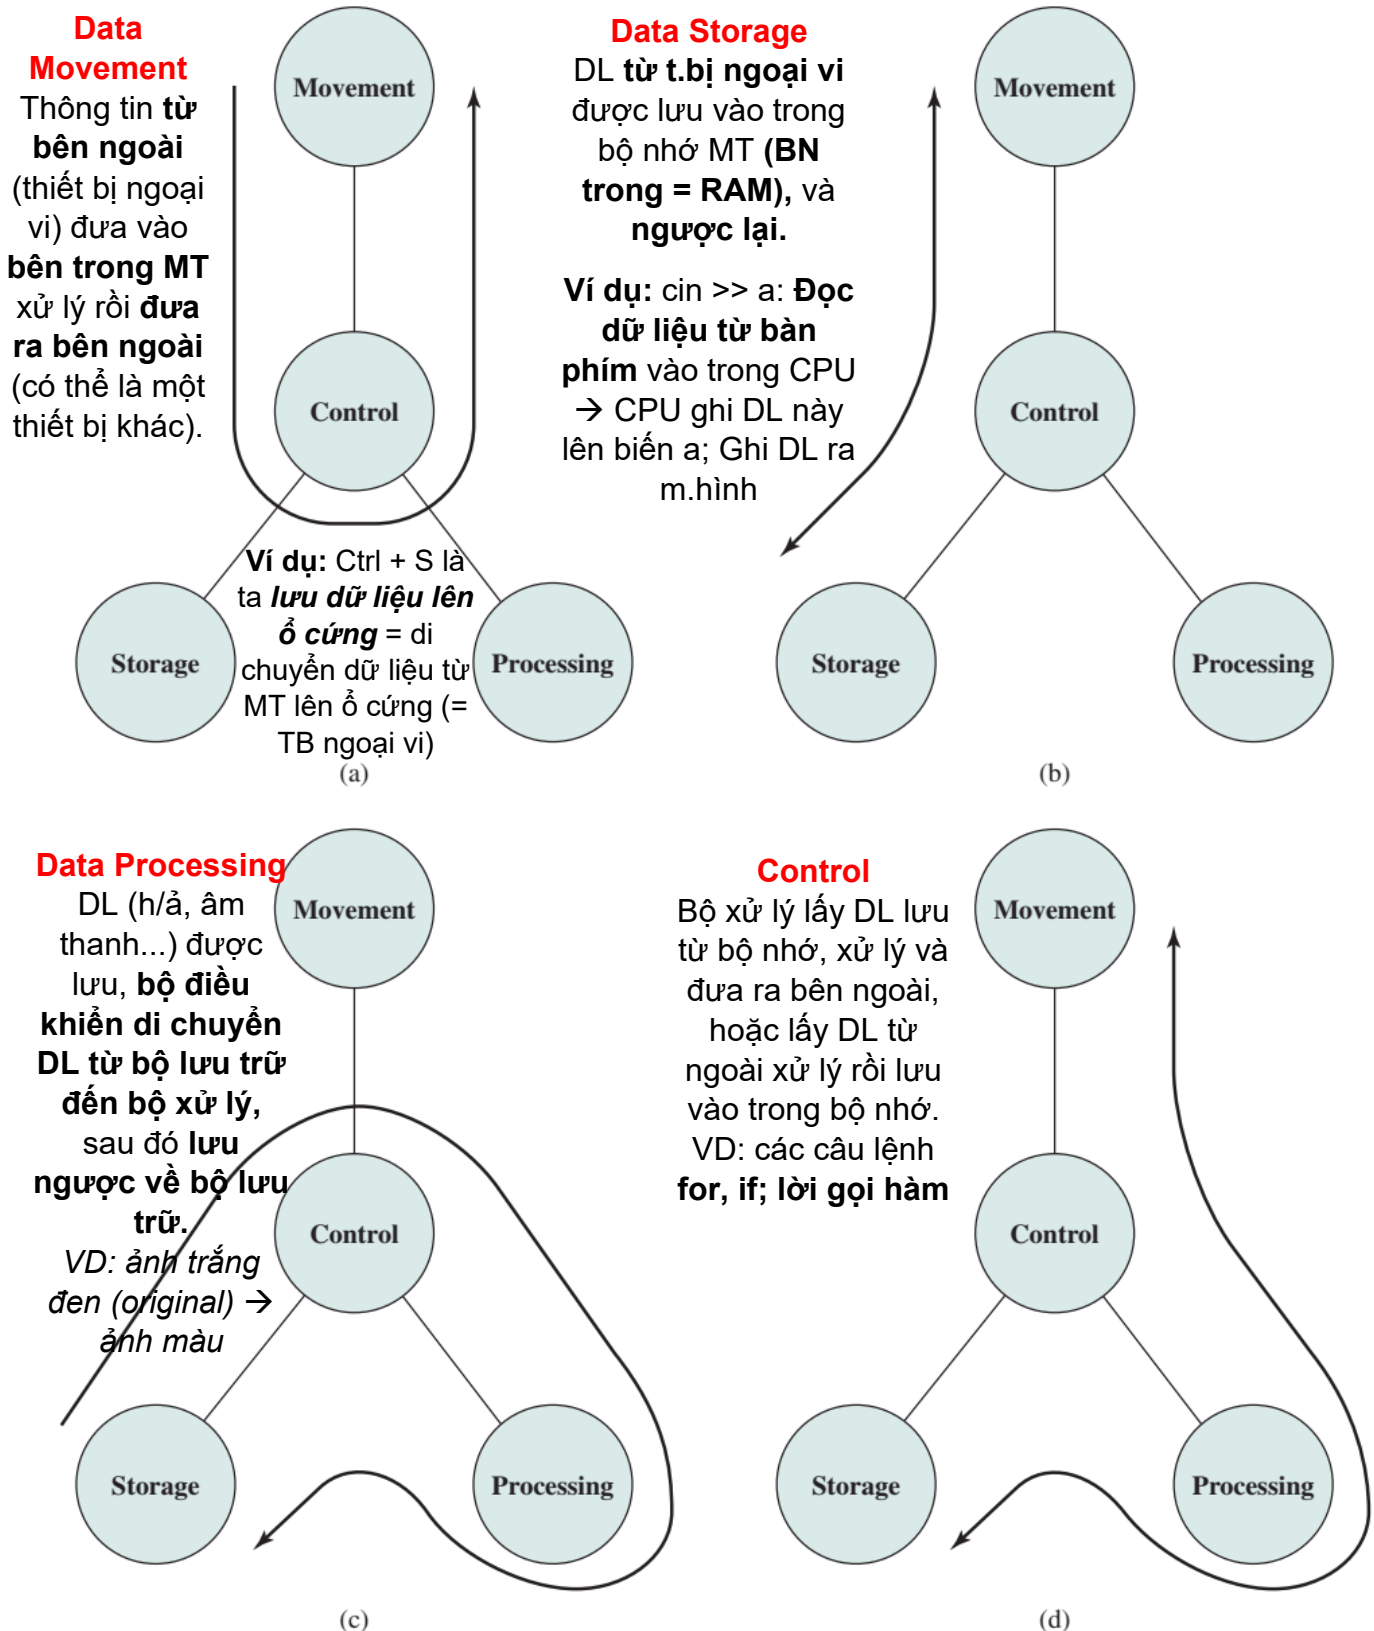 Data
Movement
Thông tin từ
bên ngoài
(thiết bị ngoại
vi) đưa vào
bên trong MT
xử lý rồi đưa
ra bên ngoài
(có thể là một
thiết bị khác).
Movement
Control
Storage
Processing
Ví dụ: Ctrl + S là
ta lưu dữ liệu lên
ổ cứng = di
chuyển dữ liệu từ
MT lên ổ cứng (=
TB ngoại vi)
(a)
Data Storage
DL từ t.bị ngoại vi
được lưu vào trong
bộ nhớ MT (BN
trong = RAM), và
ngược lại.
Ví dụ: cin >> a: Đọc
dữ liệu từ bàn
phím vào trong CPU
→ CPU ghi DL này
lên biến a; Ghi DL ra
m.hình
Movement
Control
Storage
Processing
(b)
Data Processing
DL (h/ả, âm
thanh...) được
lưu, bộ điều
khiển di chuyển
DL từ bộ lưu trữ
đến bộ xử lý,
sau đó lưu
ngược về bộ lưu
trữ.
VD: ảnh trắng
đen (original) →
ảnh màu
Movement
Control
Storage
Processing
(c)
Control
Bộ xử lý lấy DL lưu
từ bộ nhớ, xử lý và
đưa ra bên ngoài,
hoặc lấy DL từ
ngoài xử lý rồi lưu
vào trong bộ nhớ.
VD: các câu lệnh
for, if; lời gọi hàm
Movement
Control
Storage
Processing
(d)